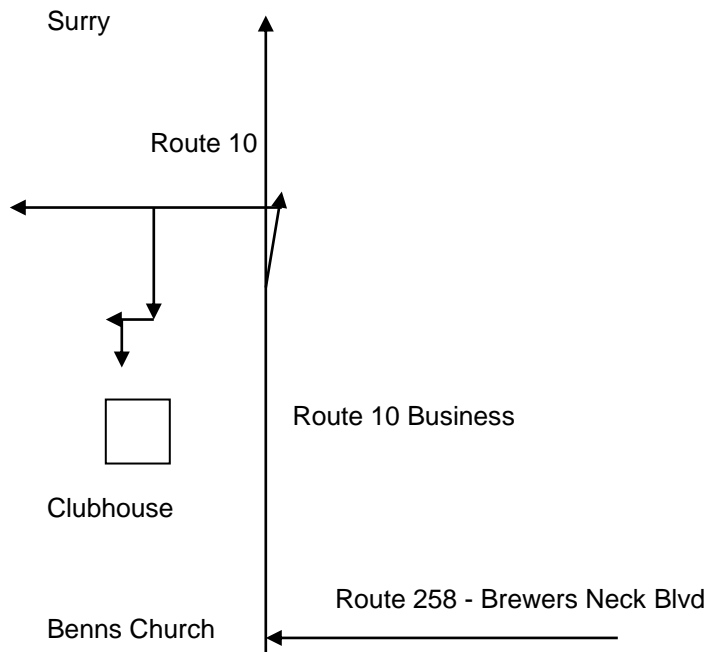 Surry
Route 10
Route 10 Business
Clubhouse
Route 258 - Brewers Neck Blvd
Benns Church